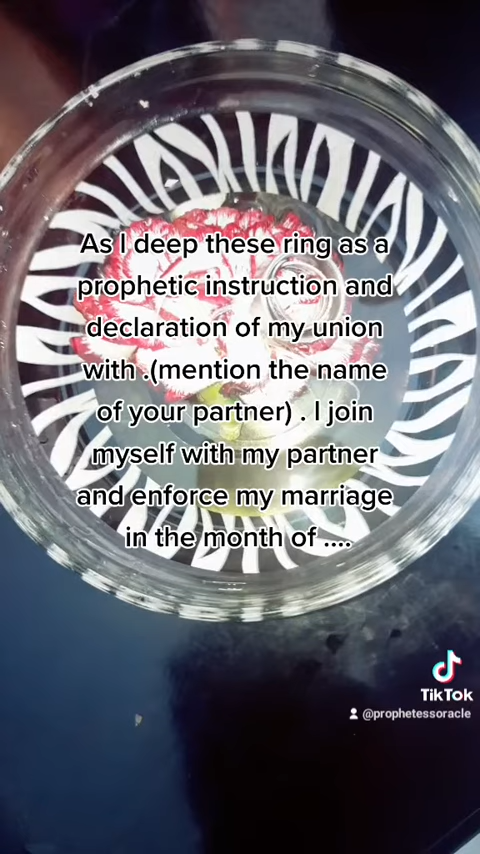 As I deep these ring as a
prophetic instruction and
declaration of my union
with .(mention the name
of your partner) . I join
myself with my partner
and enforce my marriage
in the month of ....
TikTok
@prophetessoracle